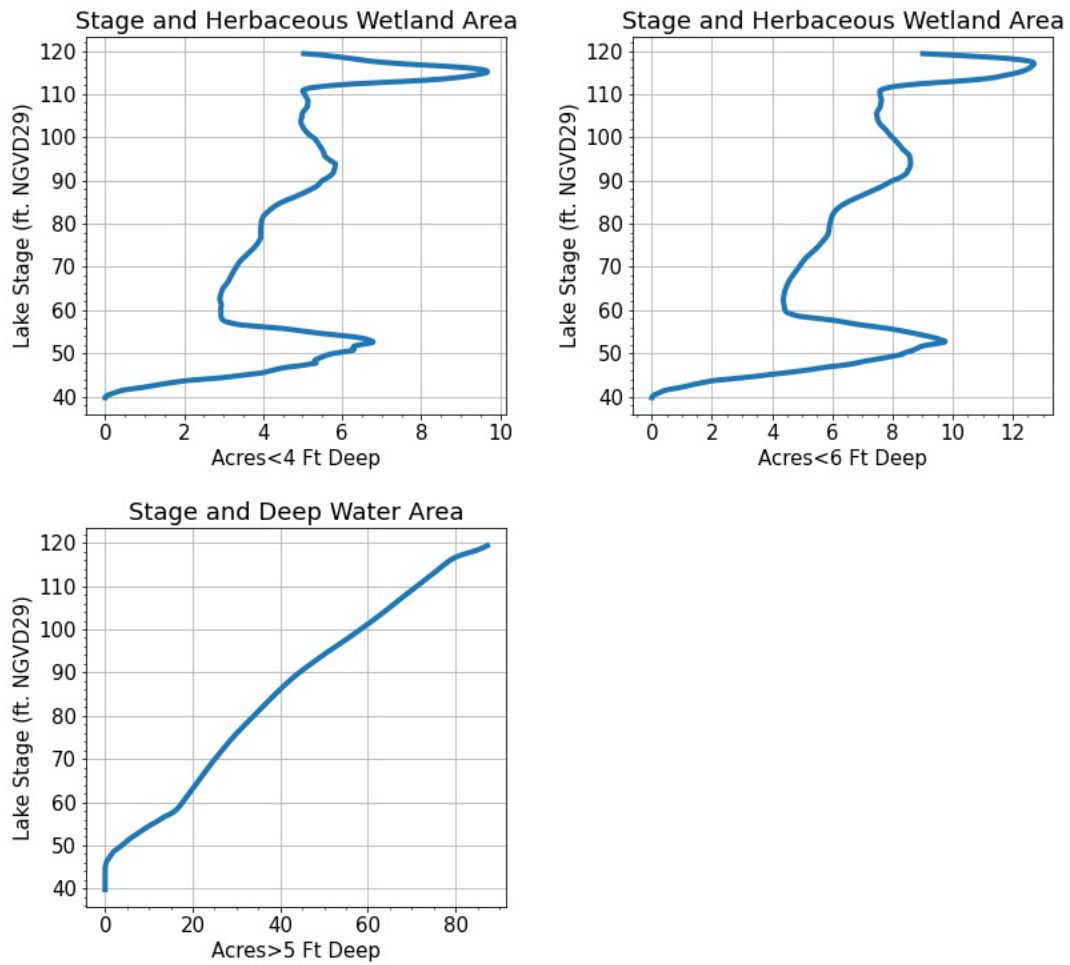 Stage and Herbaceous Wetland Area
120
110
100
90
80
70
60
50
40
Lake Stage (ft. NGVD29)
0 2 4 6 8 10
Acres<4 Ft Deep
Stage and Herbaceous Wetland Area
120
110
100
90
80
70
60
50
40
Lake Stage (ft. NGVD29)
0 2 4 6 8 10 12
Acres<6 Ft Deep
Stage and Deep Water Area
120
110
100
90
80
70
60
50
40
Lake Stage (ft. NGVD29)
0 20 40 60 80
Acres>5 Ft Deep